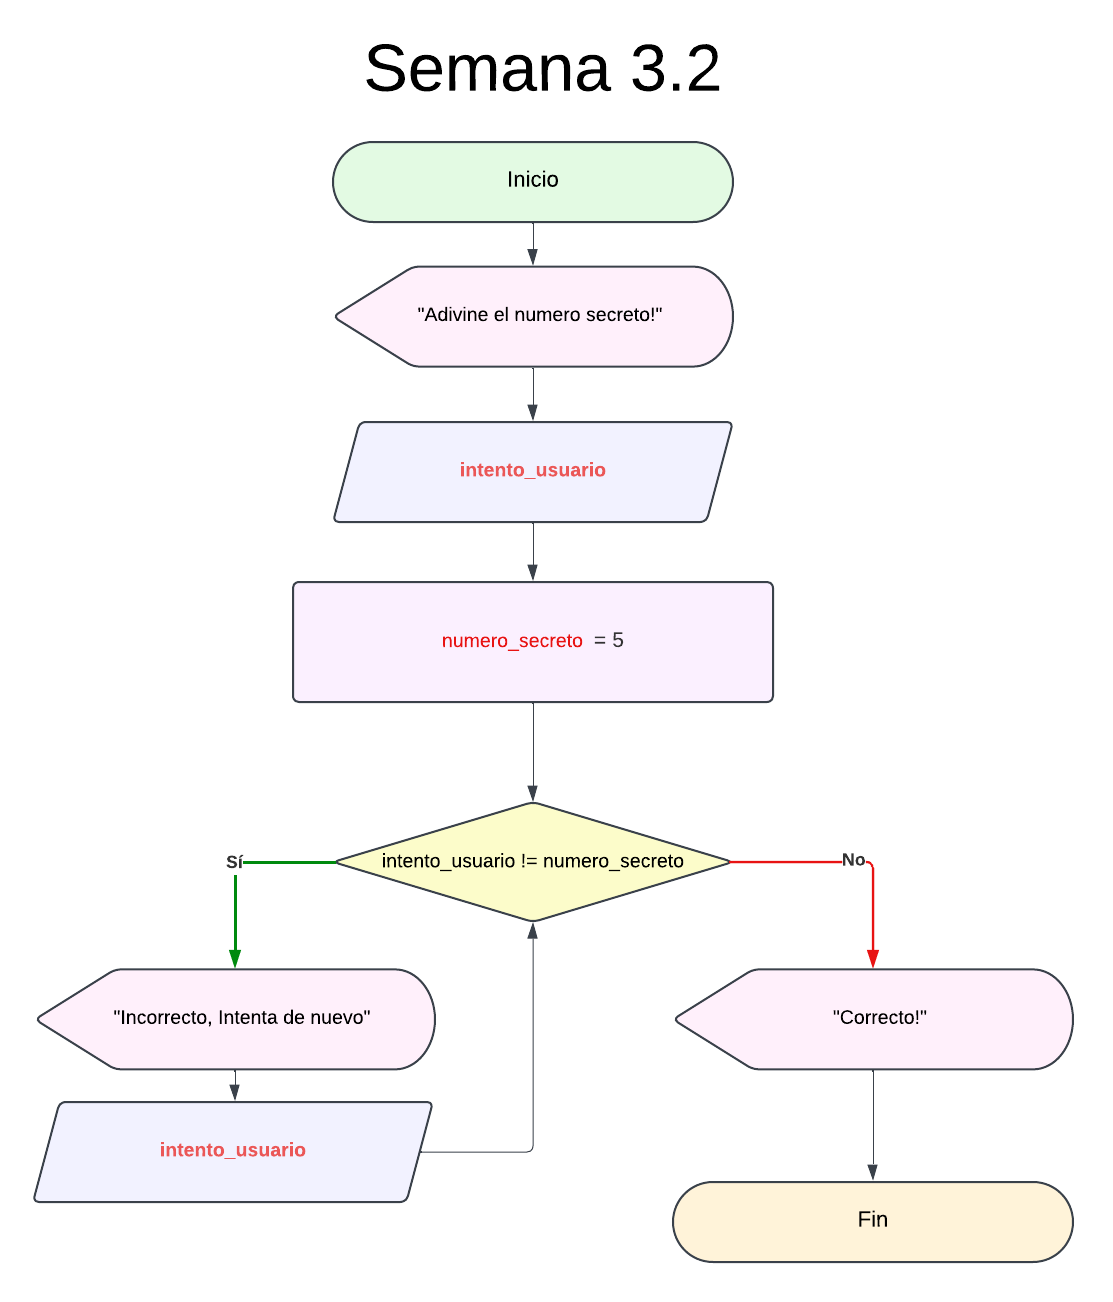 Semana 3.2
Inicio
"Adivine el numero secreto!"
intento_usuario
numero_secreto = 5
intento_usuario != numero_secreto
Sí
No
"Incorrecto, Intenta de nuevo"
"Correcto!"
intento_usuario
Fin